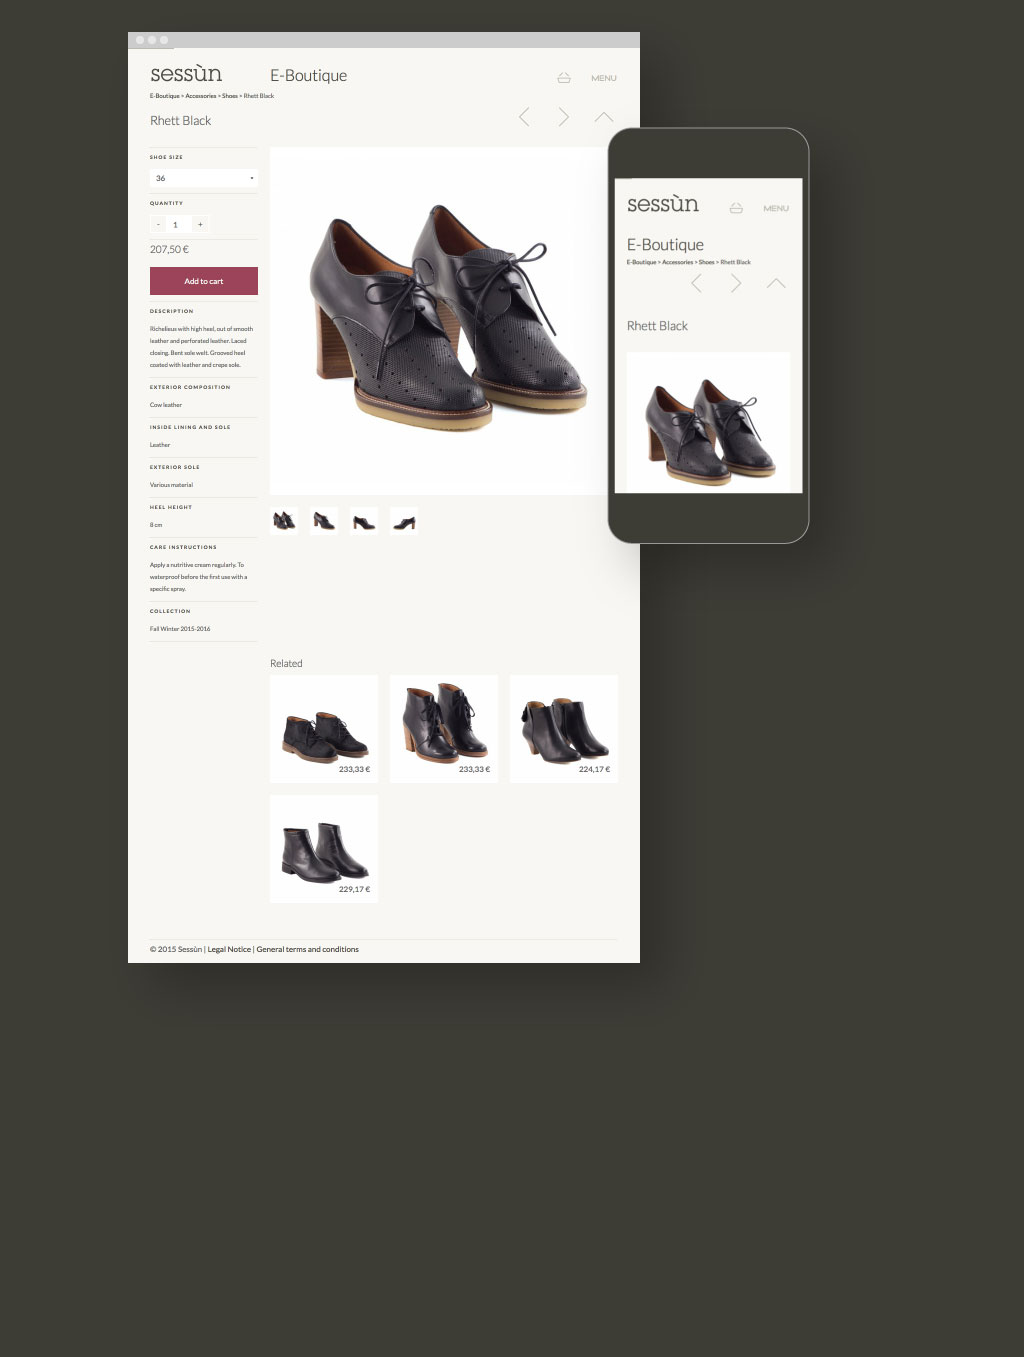 sessùn
E-Boutique
MENU
E-Boutique > Accessories > Shoes > Rhett Black
Rhett Black
SHOE SIZE
36
QUANTITY
- 1 +
207,50 €
Add to cart
DESCRIPTION
Richelieus with high heel, out of smooth
leather and perforated leather. Laced
closing. Bent sole welt. Grooved heel
coated with leather and crepe sole.
EXTERIOR COMPOSITION
Cow leather
INSIDE LINING AND SOLE
Leather
EXTERIOR SOLE
Various material
HEEL HEIGHT
8 cm
CARE INSTRUCTIONS
Apply a nutritive cream regularly. To
waterproof before the first use with a
specific spray.
COLLECTION
Fall Winter 2015-2016
Related
233,33 €
233,33 €
224,17 €
229,17 €
© 2015 Sessùn | Legal Notice | General terms and conditions
sessùn
MENU
E-Boutique
E-Boutique > Accessories > Shoes > Rhett Black
Rhett Black